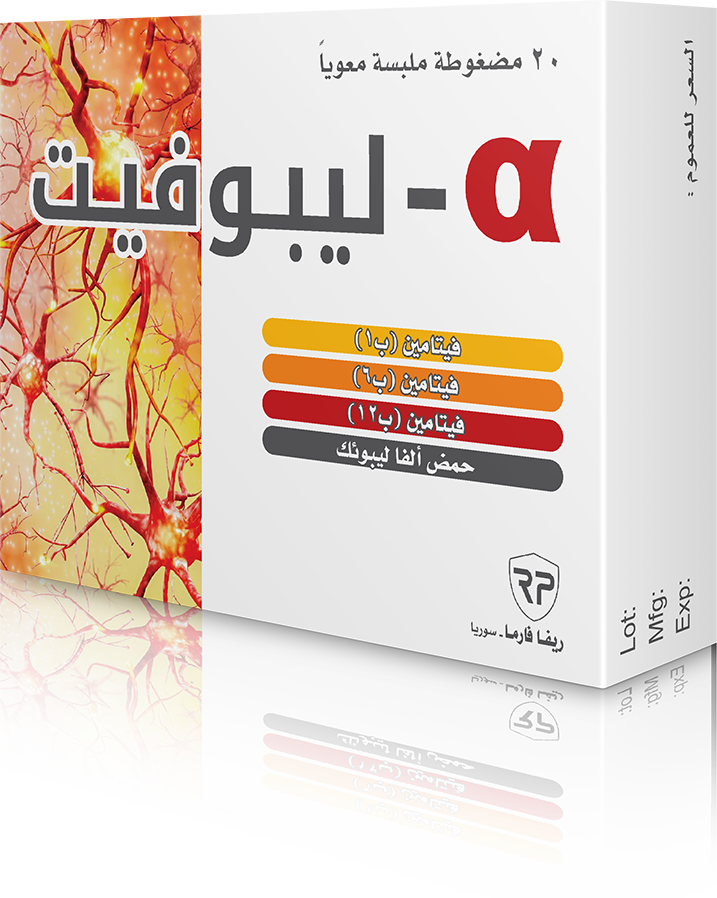 ٢٠ مضغوطة ملبسة معوياً
α - ليبوفيت
فيتامين (ب١)
فيتامين (ب٦)
فيتامين (ب١٢)
حمض ألفا ليبوئك
RP
ريفا فارما - سوريا
السعر للعموم :
Lot:
Mfg:
Exp: